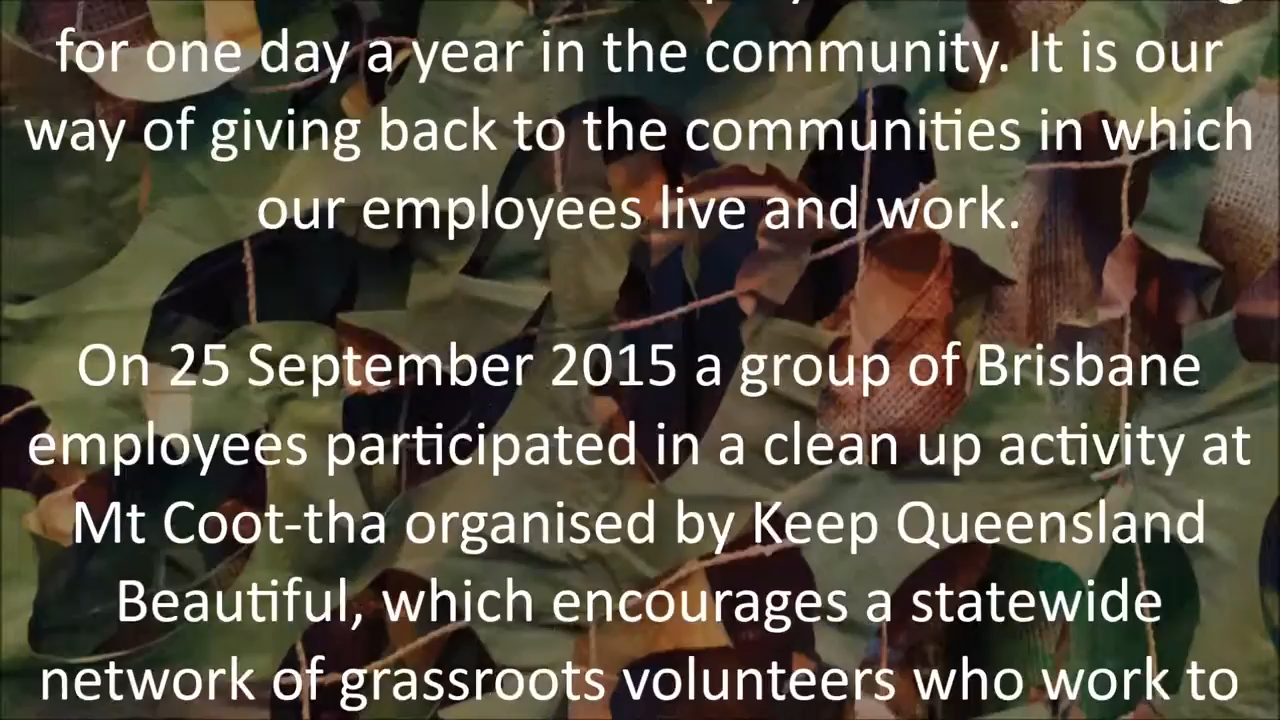 for one day a year in the community. It is our
way of giving back to the communities in which
our employees live and work.
On 25 September 2015 a group of Brisbane
employees participated in a clean up activity at
Mt Coot-tha organised by Keep Queensland
Beautiful, which encourages a statewide
network of grassroots volunteers who work to